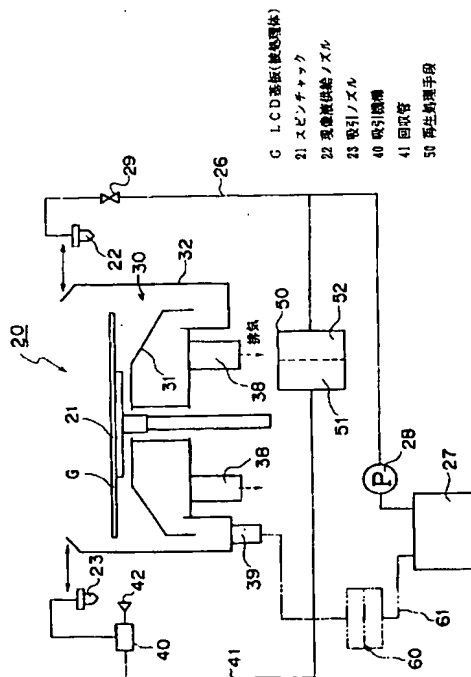 20
21
G
23
42
40
41
39
38
38
31
30
32
22
29
26
排気
50
51
52
28
P
27
60
61
G LCD基板(被処理体)
21 スピンチャック
22 現像液供給ノズル
23 吸引ノズル
40 吸引機構
41 回収管
50 再生処理手段